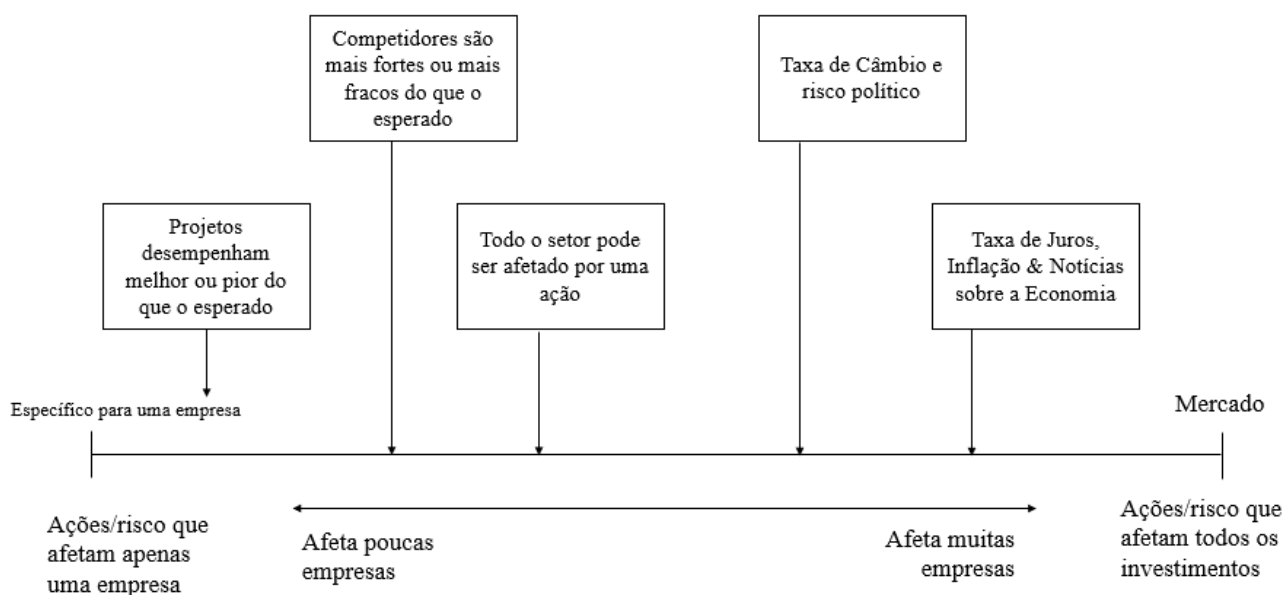 Competidores são
mais fortes ou mais
fracos do que o
esperado
Taxa de Câmbio e
risco político
Projetos
desempenham
melhor ou pior do
que o esperado
Todo o setor pode
ser afetado por uma
ação
Taxa de Juros,
Inflação & Notícias
sobre a Economia
Específico para uma empresa
Mercado
Ações/risco que
afetam apenas
uma empresa
Afeta poucas
empresas
Afeta muitas
empresas
Ações/risco que
afetam todos os
investimentos